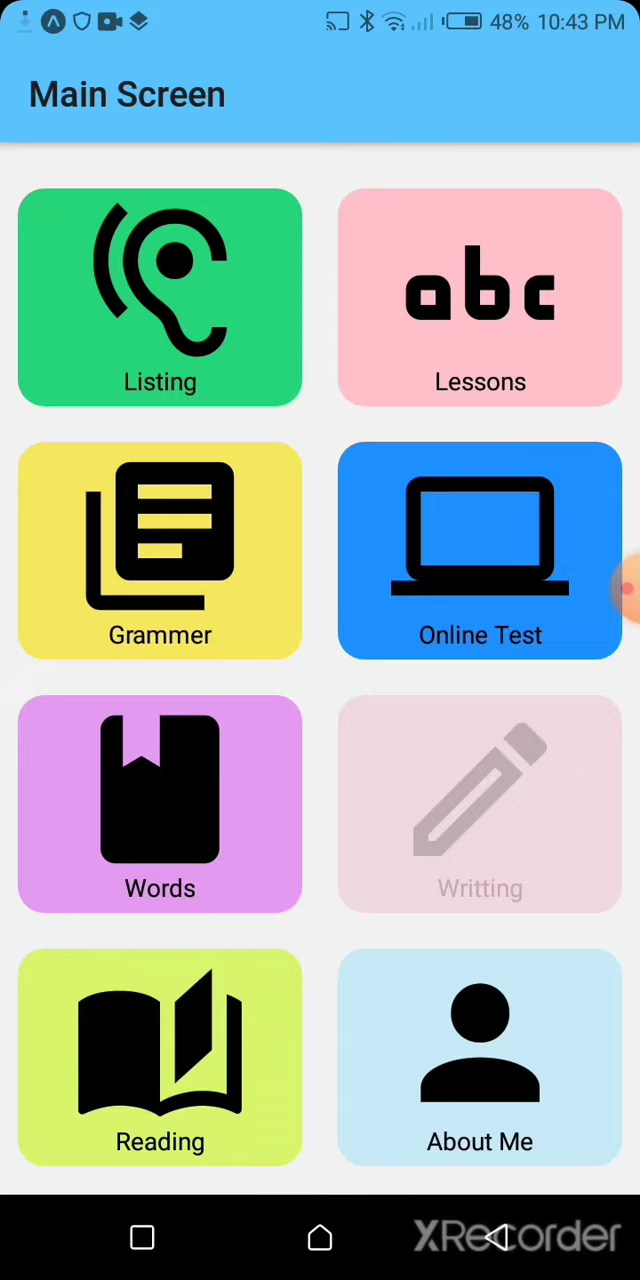 48% 10:43 PM
Main Screen
Listing
Lessons
abc
Grammer
Online Test
Words
Writting
Reading
About Me
XRecorder